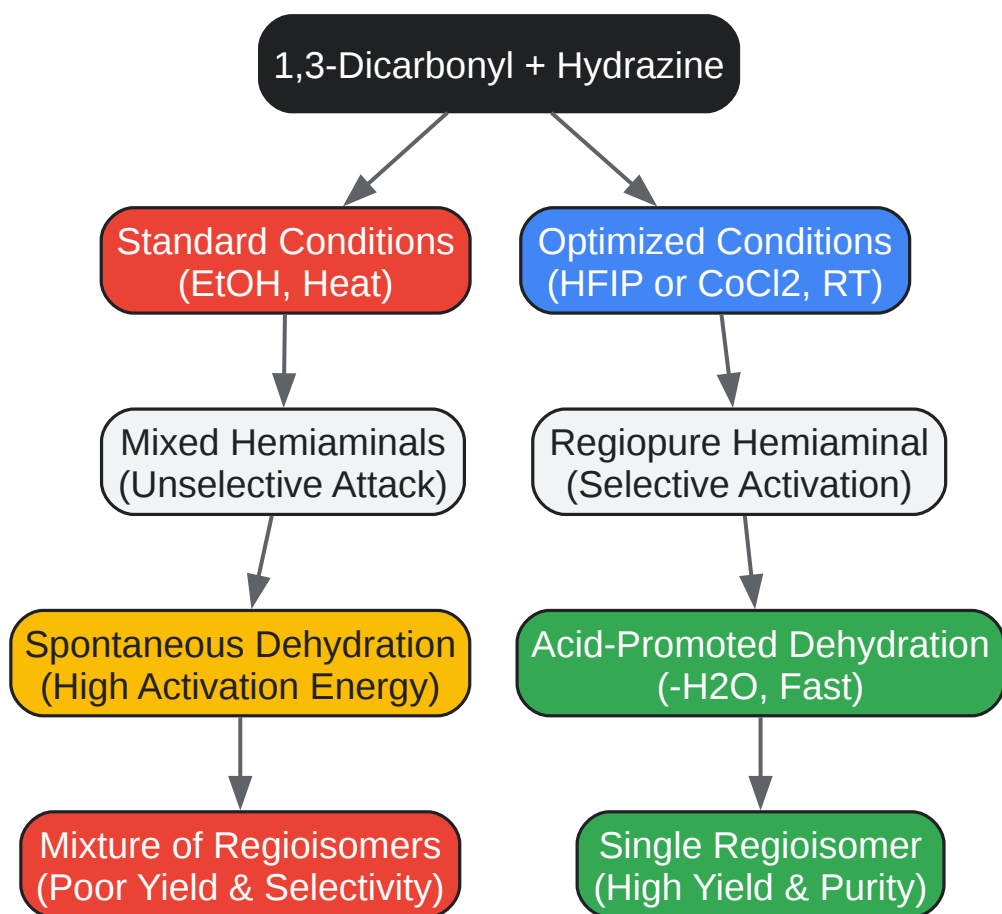 1,3-Dicarbonyl + Hydrazine
Standard Conditions
(EtOH, Heat)
Optimized Conditions
(HFIP or CoCl2, RT)
Mixed Hemiaminals
(Unselective Attack)
Regiopure Hemiaminal
(Selective Activation)
Spontaneous Dehydration
(High Activation Energy)
Acid-Promoted Dehydration
(-H2O, Fast)
Mixture of Regioisomers
(Poor Yield & Selectivity)
Single Regioisomer
(High Yield & Purity)